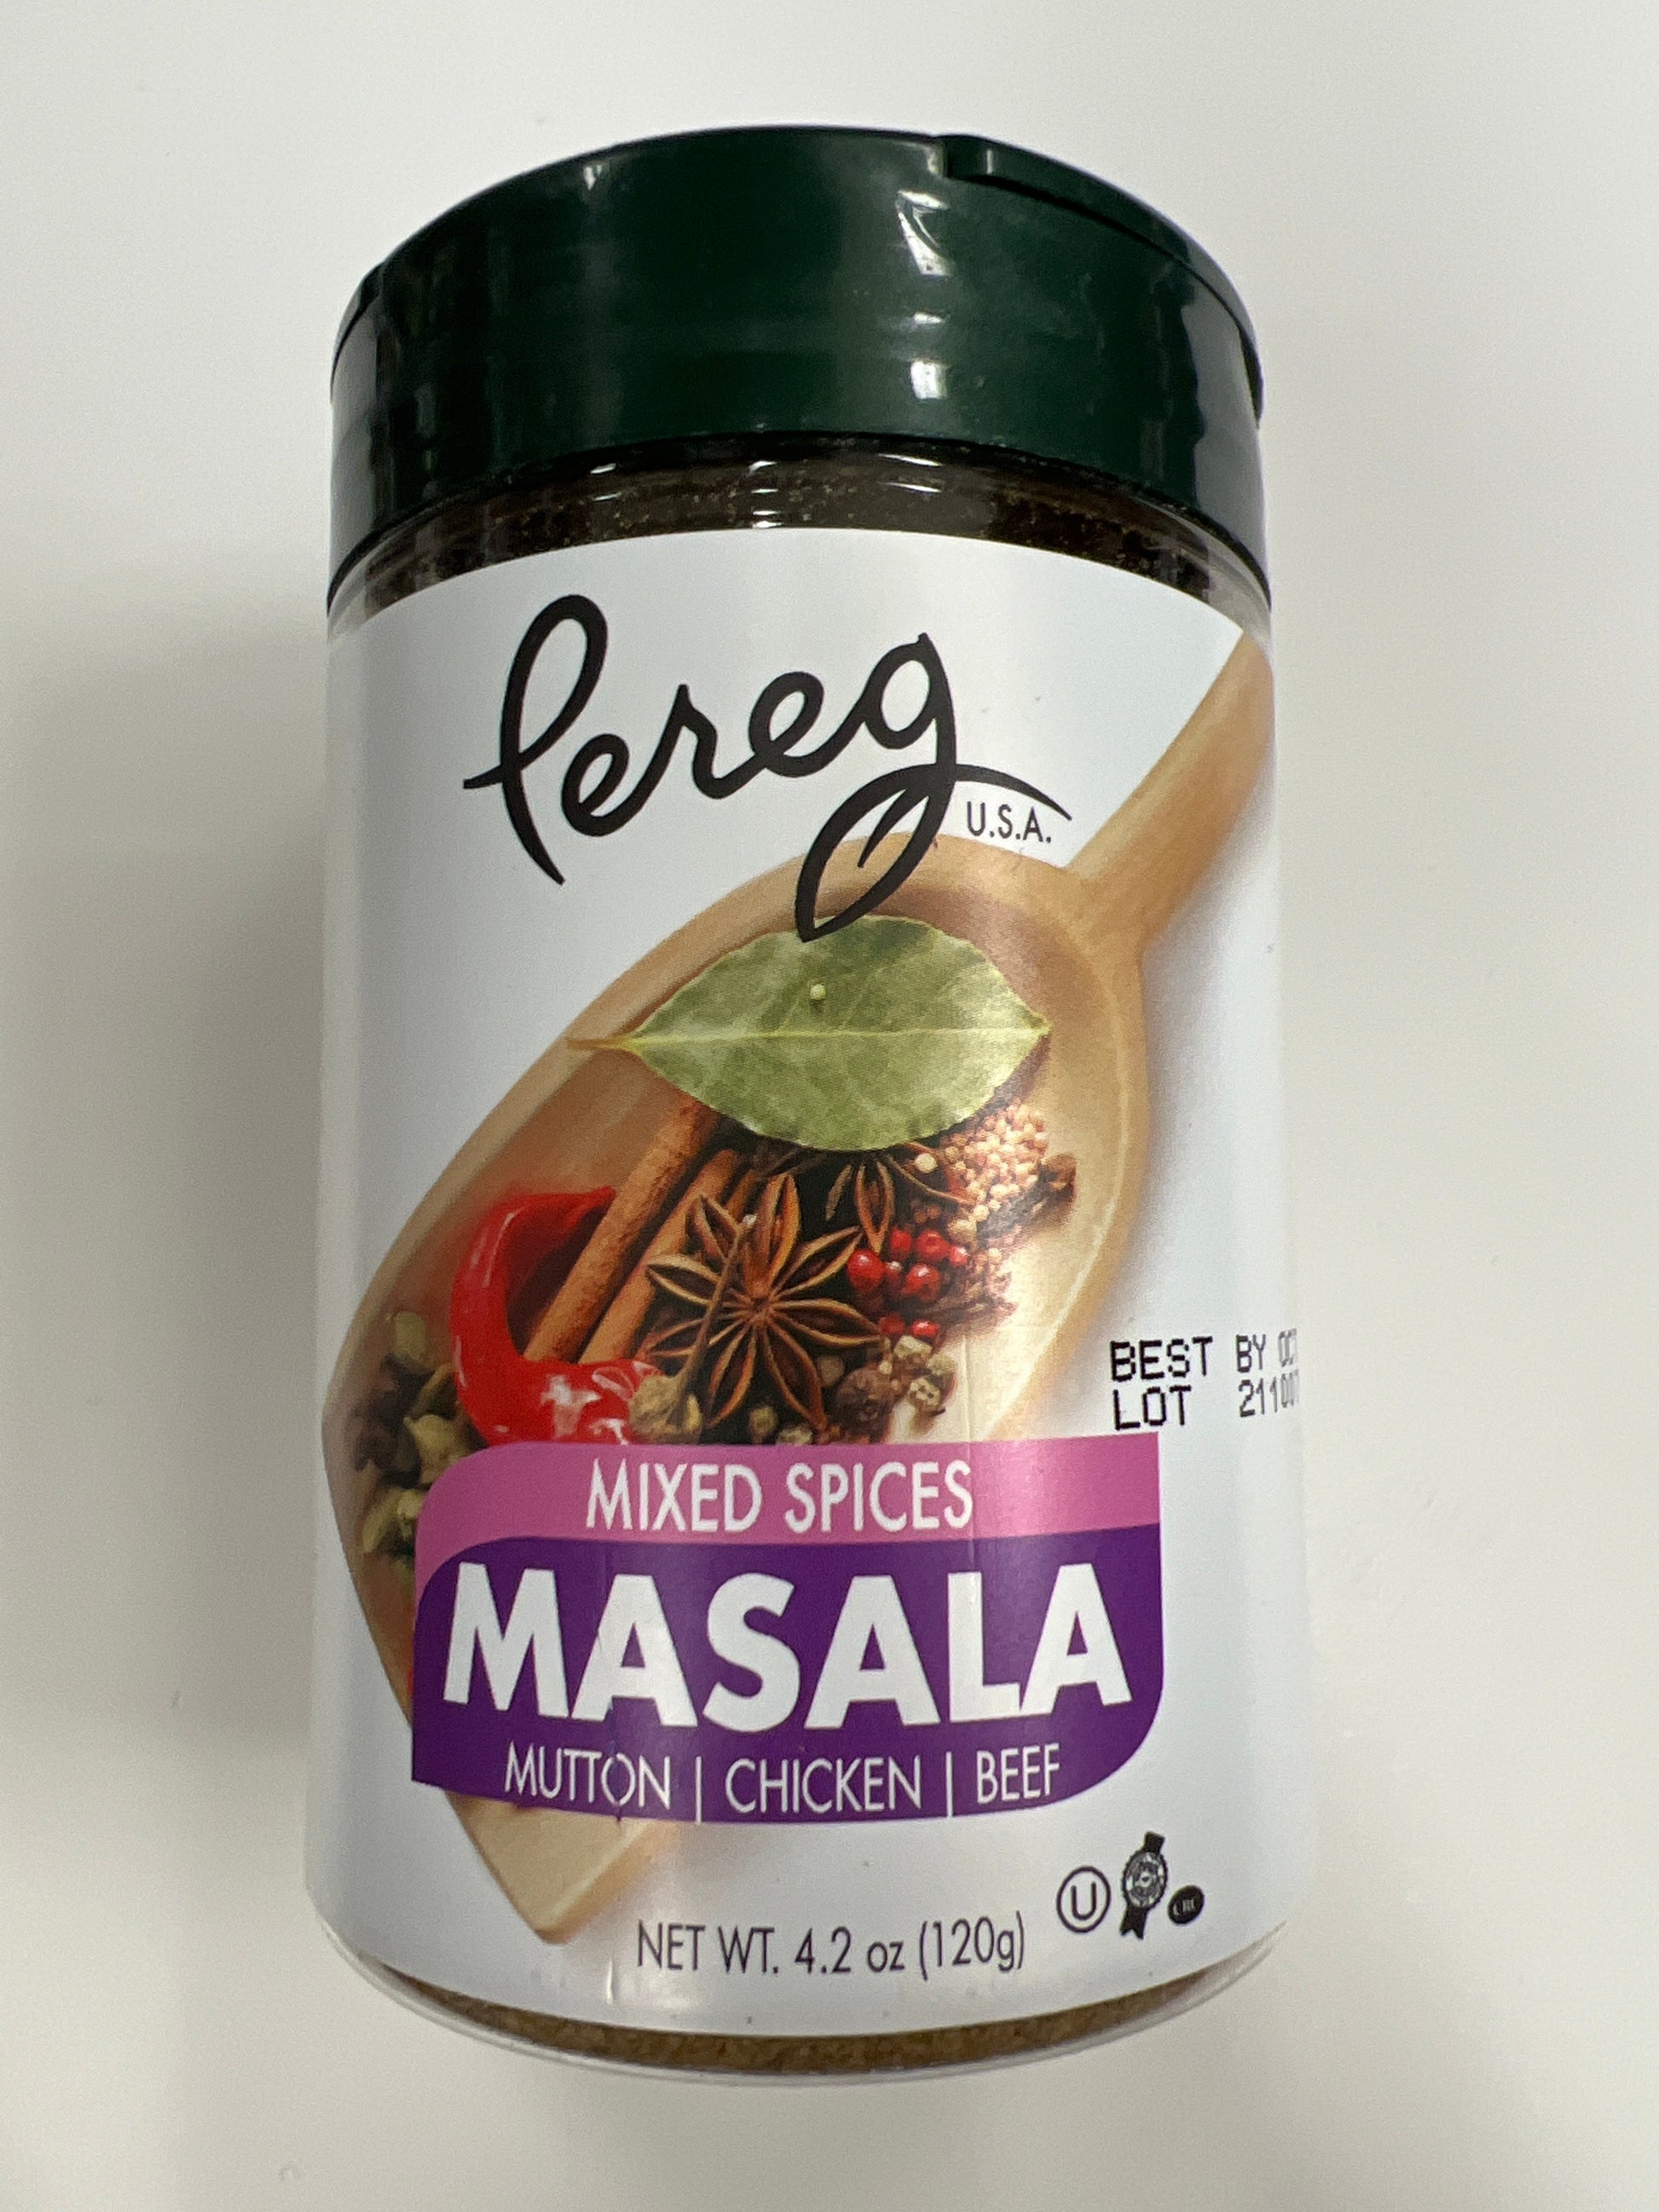 Pereg
U.S.A.
BEST BY
LOT
MIXED SPICES
MASALA
MUTTON | CHICKEN | BEEF
U
NET WT. 4.2 oz (120g)